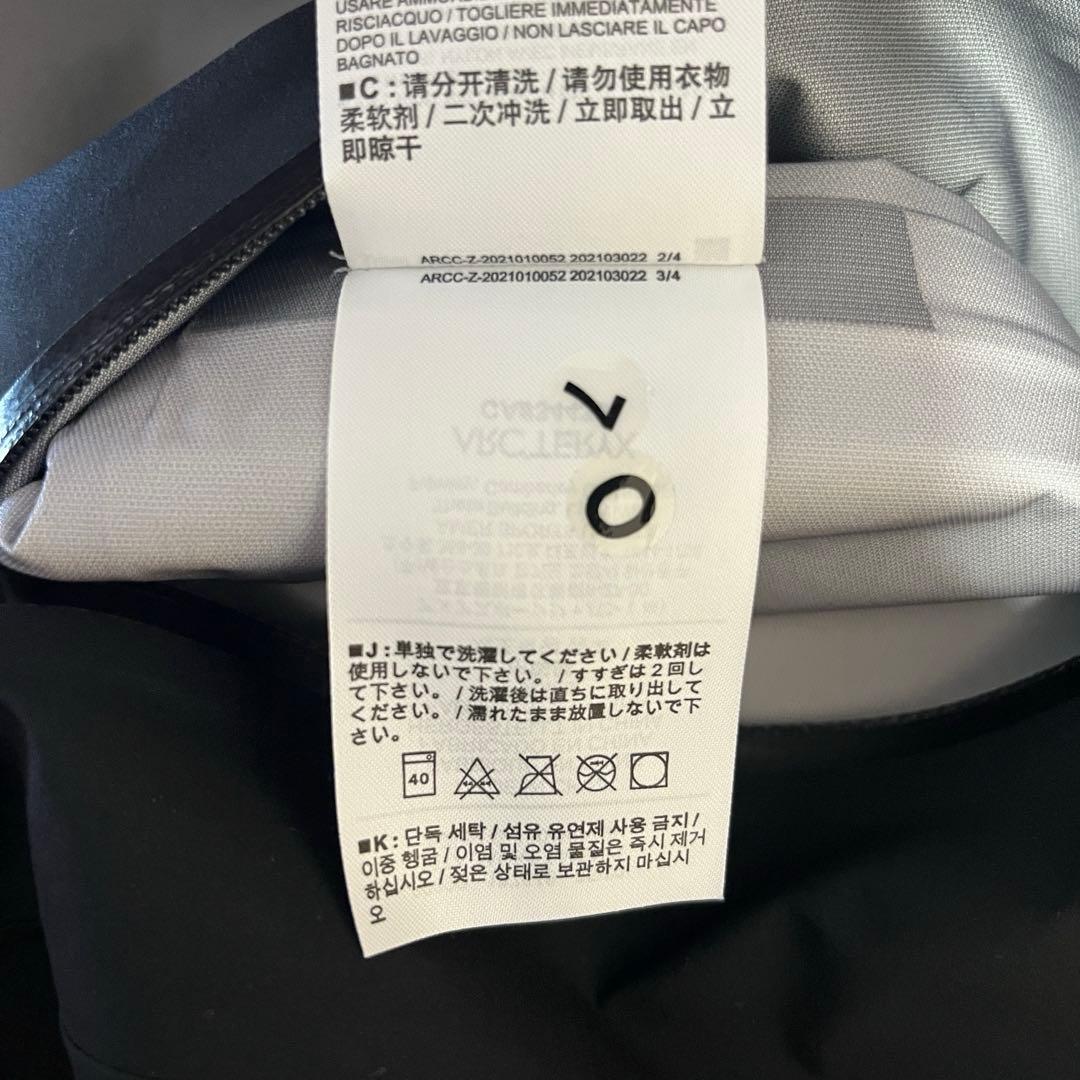 RISCIACQUO / TOGLIERE IMMEDIATAMENTE
DOPO IL LAVAGGIO / NON LASCIARE IL CAPO
BAGNATO
■C : 请分开清洗 / 请勿使用衣物
柔软剂 / 二次冲洗 / 立即取出 / 立
即晾干
ARCC-Z-2021010052 202103022 2/4
ARCC-Z-2021010052 202103022 3/4
7
0
ARC'TERYX
■J : 単独で洗濯してください / 柔軟剤は
使用しないで下さい。 / すすぎは2回し
て下さい。 / 洗濯後は直ちに取り出して
ください。 / 濡れたまま放置しないで下
さい。
40
■K : 단독 세탁 / 섬유 유연제 사용 금지 /
이중 헹굼 / 이염 및 오염 물질은 즉시 제거
하십시오 / 젖은 상태로 보관하지 마십시
오